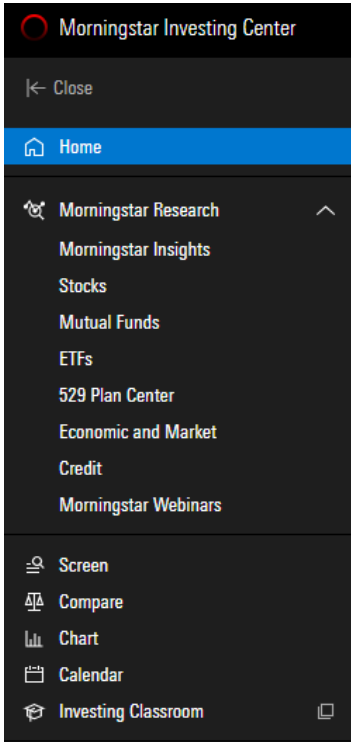 Morningstar Investing Center
Close
Home
Morningstar Research
Morningstar Insights
Stocks
Mutual Funds
ETFs
529 Plan Center
Economic and Market
Credit
Morningstar Webinars
Screen
Compare
Chart
Calendar
Investing Classroom